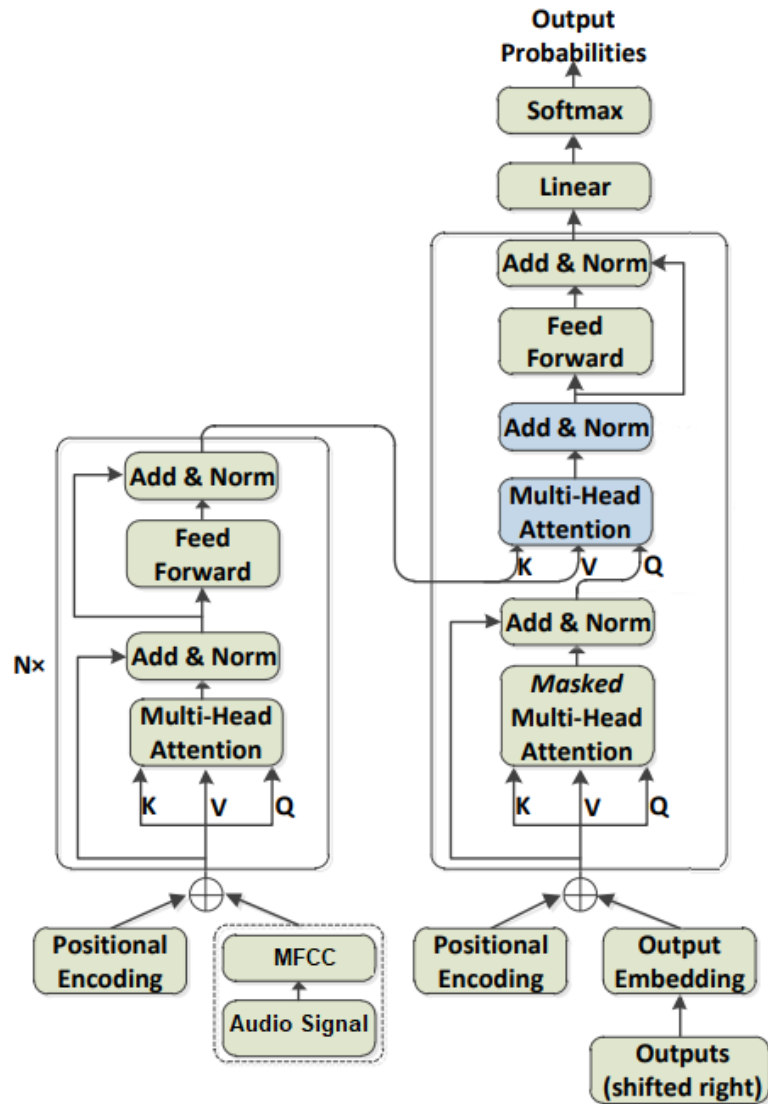 Output
Probabilities
Softmax
Linear
Add & Norm
Feed
Forward
Add & Norm
Multi-Head
Attention
K
V
Q
Add & Norm
Masked
Multi-Head
Attention
K
V
Q
Positional
Encoding
Output
Embedding
Outputs
(shifted right)
Add & Norm
Feed
Forward
N×
Add & Norm
Multi-Head
Attention
K
V
Q
Positional
Encoding
MFCC
Audio Signal